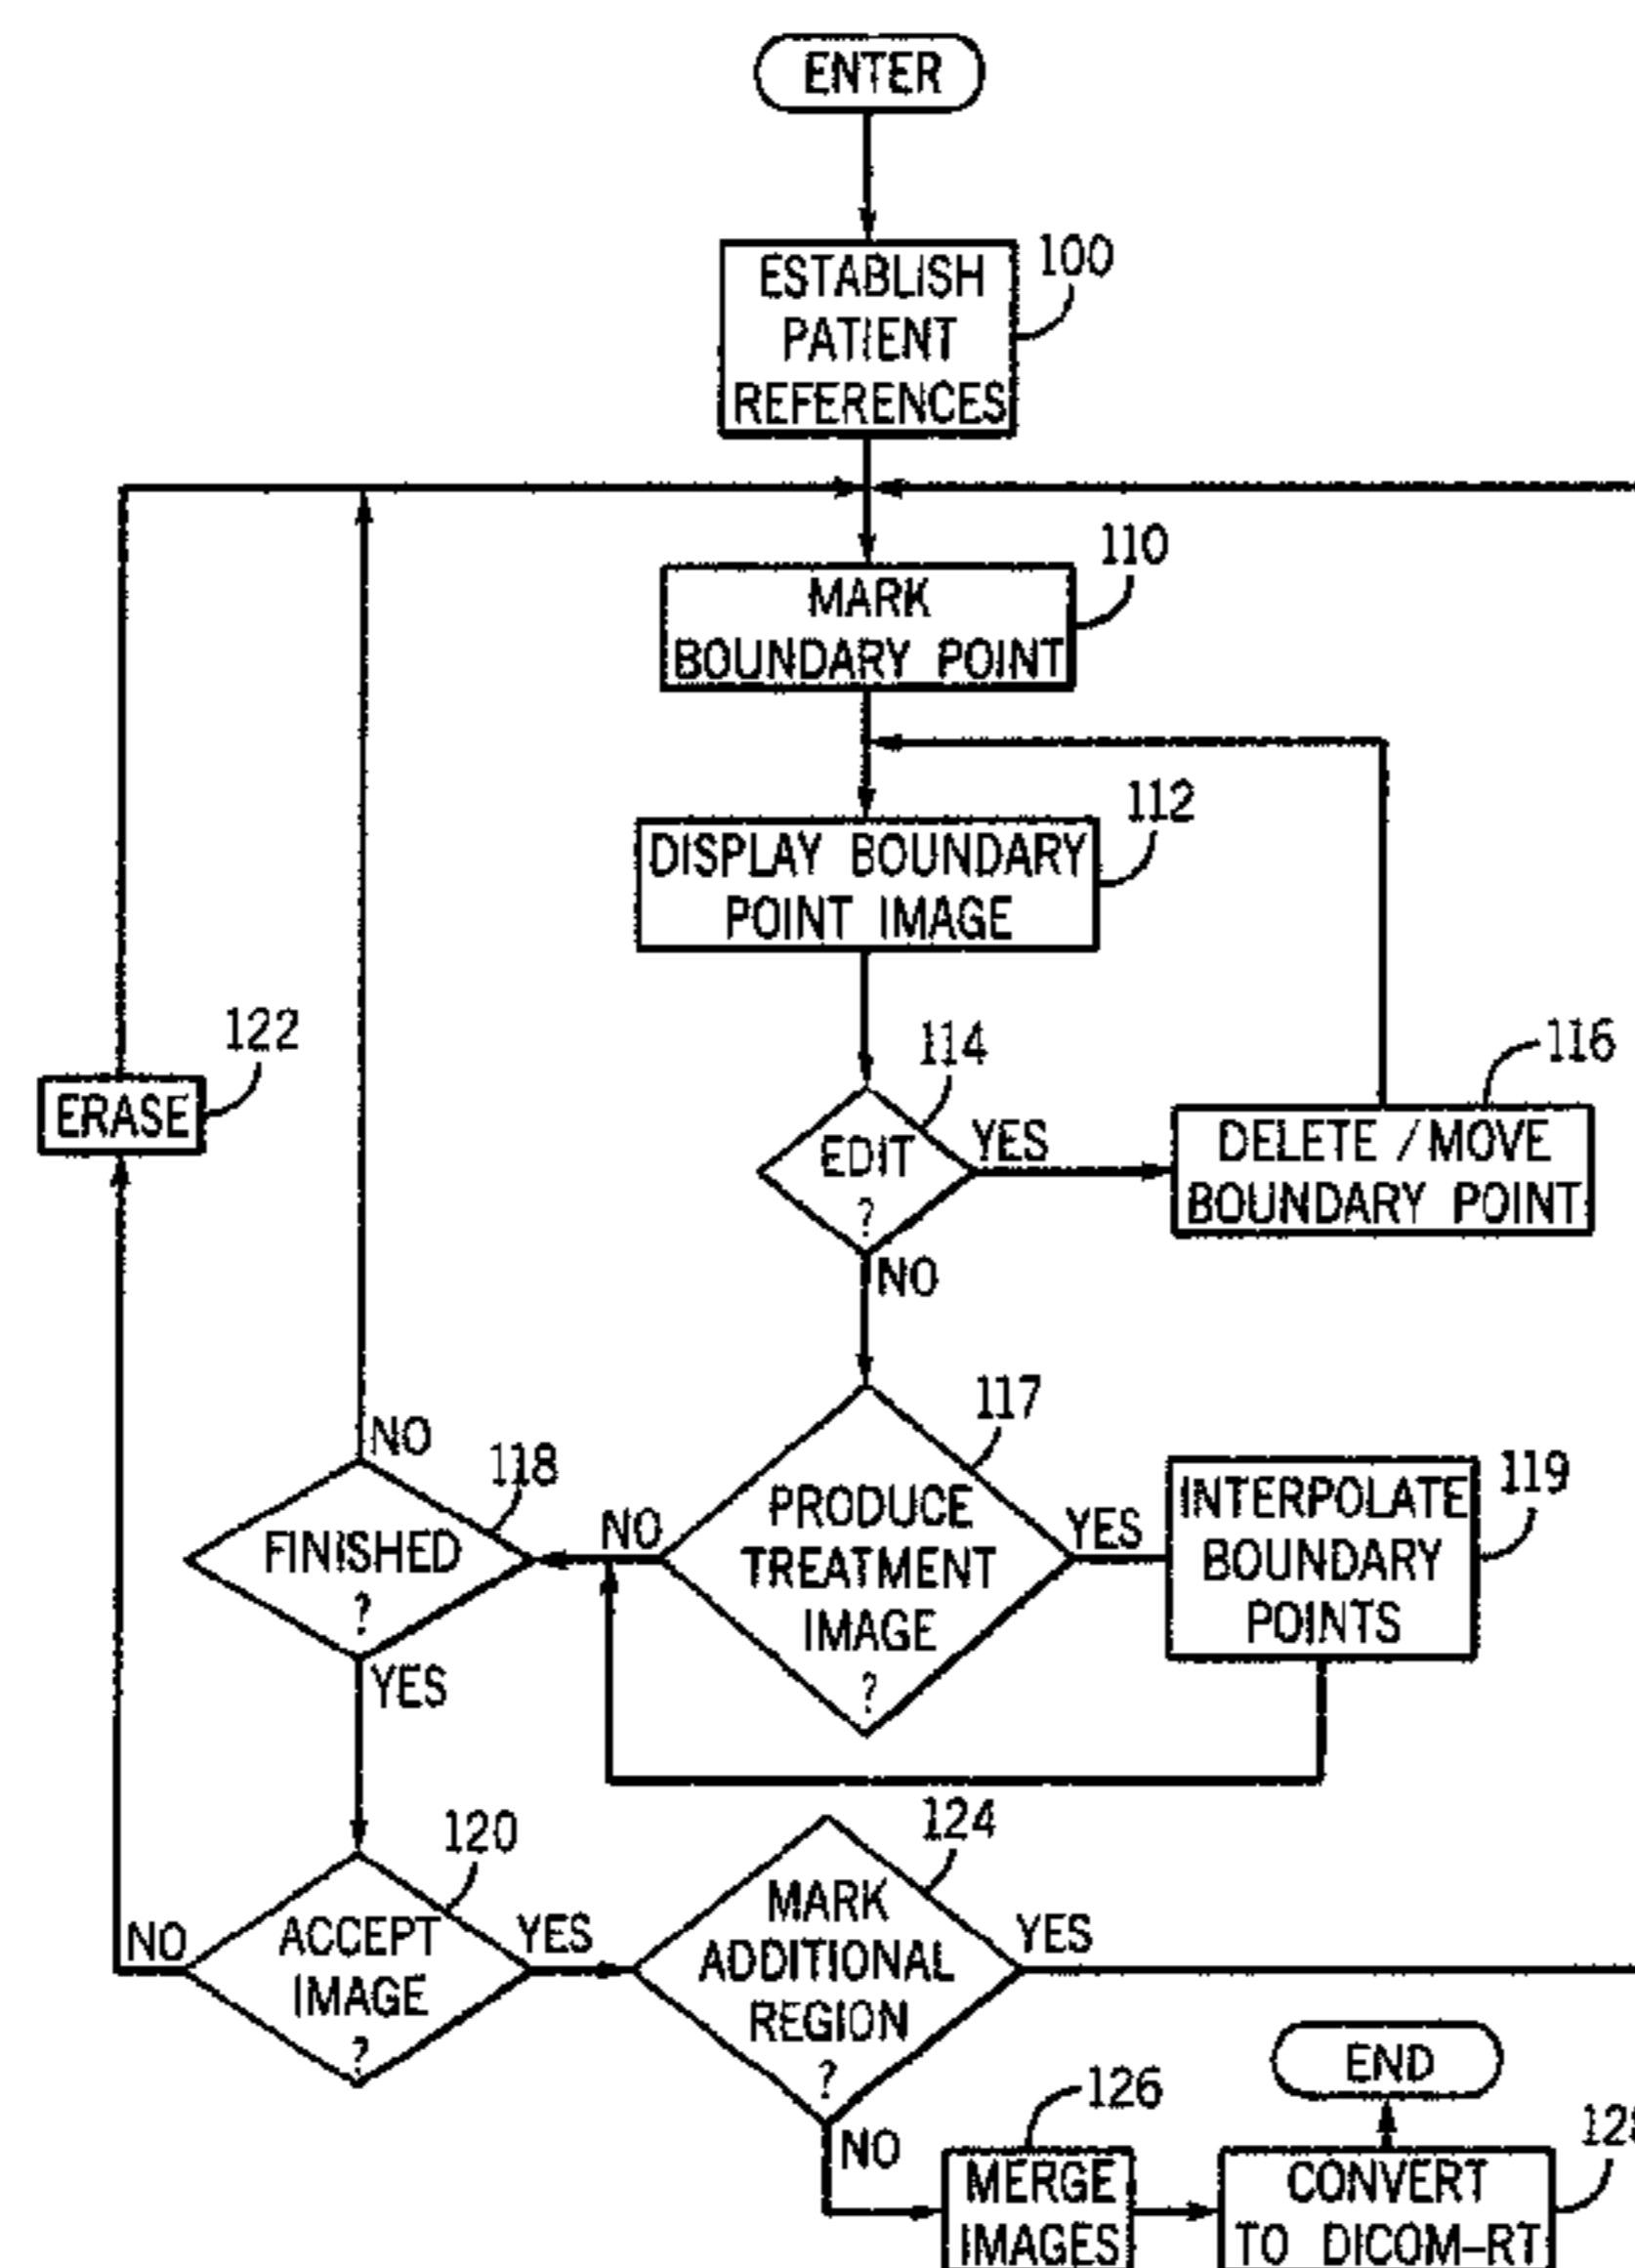 ENTER
ESTABLISH
PATIENT
REFERENCES
100
MARK
BOUNDARY POINT
110
DISPLAY BOUNDARY
POINT IMAGE
112
EDIT
?
114
YES
NO
DELETE / MOVE
BOUNDARY POINT
116
ERASE
122
PRODUCE
TREATMENT
IMAGE
?
117
YES
NO
INTERPOLATE
BOUNDARY
POINTS
119
FINISHED
?
118
NO
YES
ACCEPT
IMAGE
?
120
NO
YES
MARK
ADDITIONAL
REGION
?
124
YES
NO
MERGE
IMAGES
126
CONVERT
TO DICOM-RT
END